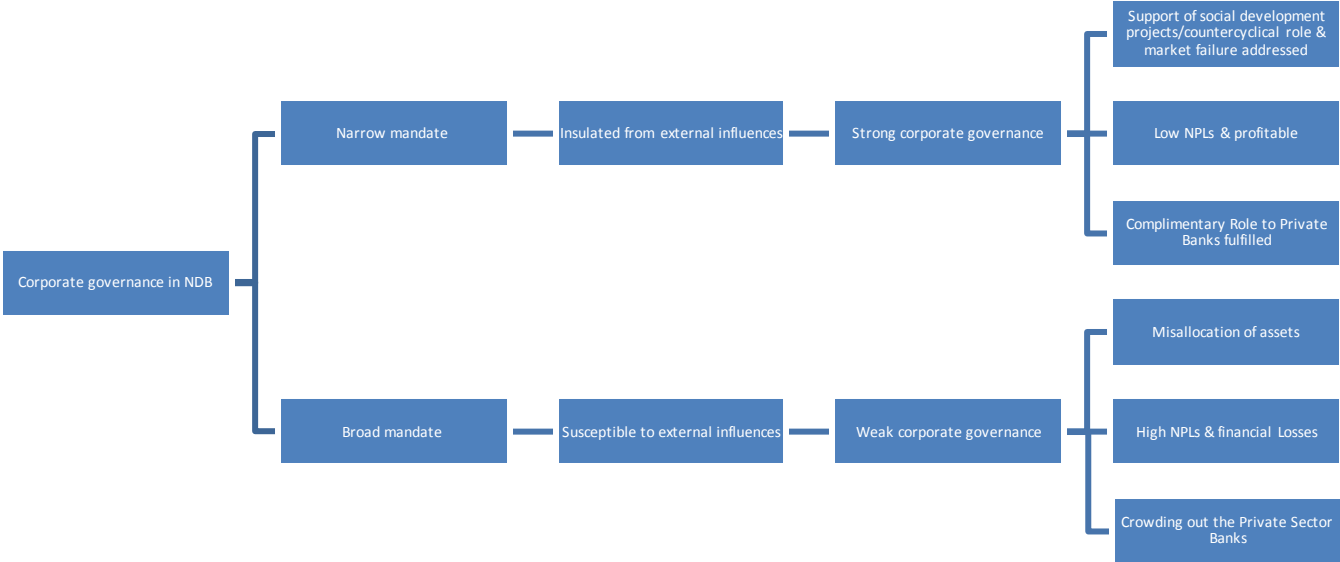 Support of social development
projects/countercyclical role &
market failure addressed
Narrow mandate
Insulated from external influences
Strong corporate governance
Low NPLs & profitable
Complimentary Role to Private
Banks fulfilled
Corporate governance in NDB
Misallocation of assets
Broad mandate
Susceptible to external influences
Weak corporate governance
High NPLs & financial Losses
Crowding out the Private Sector
Banks